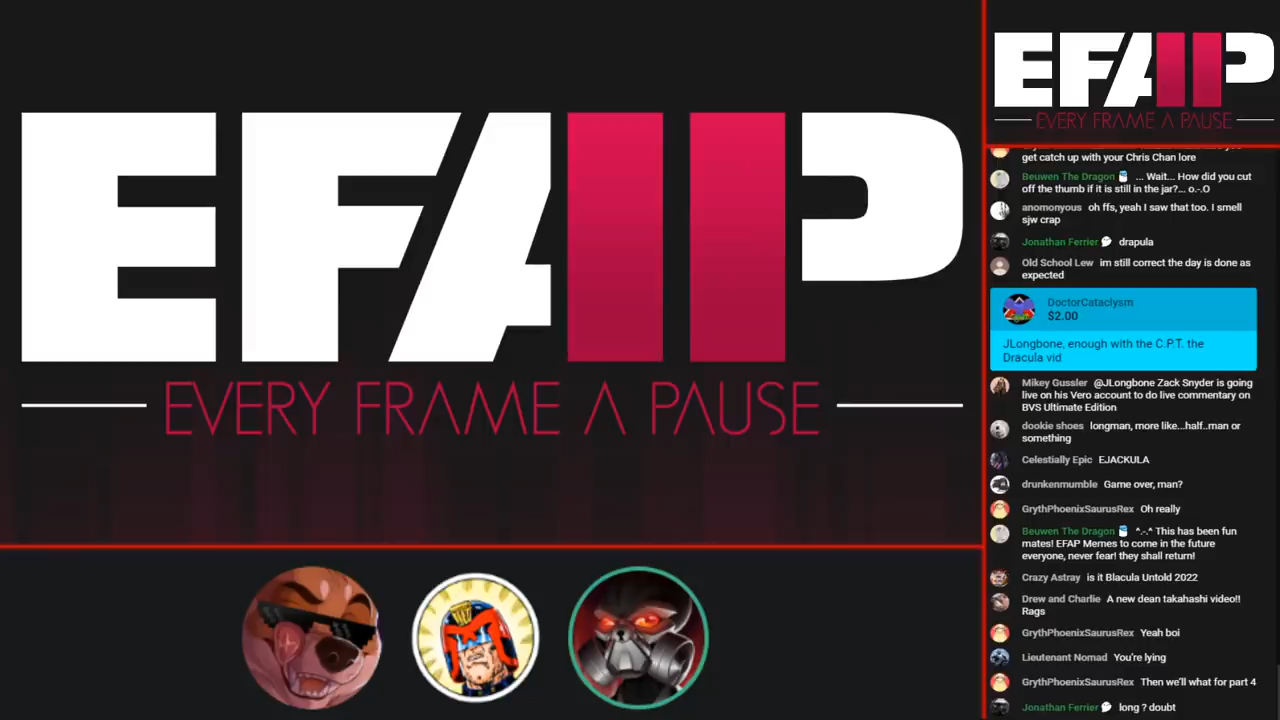 EFAP
EVERY FRAME A PAUSE
EFAP
EVERY FRAME A PAUSE
get catch up with your Chris Chan lore
Beuwen The Dragon ... Wait... How did you cut
off the thumb if it is still in the jar?... o.-.O
anomonyous oh ffs, yeah I saw that too. I smell
sjw crap
Jonathan Ferrier drapula
Old School Lew im still correct the day is done as
expected
DoctorCataclysm
$2.00
JLongbone, enough with the C.P.T. the
Dracula vid
Mikey Gussler @JLongbone Zack Snyder is going
live on his Vero account to do live commentary on
BVS Ultimate Edition
dookie shoes longman, more like...half..man or
something
Celestially Epic EJACKULA
drunkenmumble Game over, man?
GrythPhoenixSaurusRex Oh really
Beuwen The Dragon ^.-.^ This has been fun
mates! EFAP Memes to come in the future
everyone, never fear! they shall return!
Crazy Astray is it Blacula Untold 2022
Drew and Charlie A new dean takahashi video!!
Rags
GrythPhoenixSaurusRex Yeah boi
Lieutenant Nomad You're lying
GrythPhoenixSaurusRex Then we'll what for part 4
Jonathan Ferrier long ? doubt